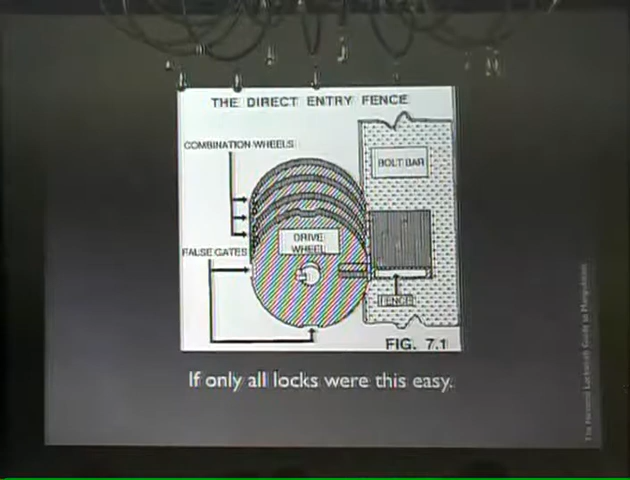 THE DIRECT ENTRY FENCE
COMBINATION WHEELS
BOLT BAR
DRIVE
WHEEL
FALSE GATES
FENCE
FIG. 7.1
If only all locks were this easy.